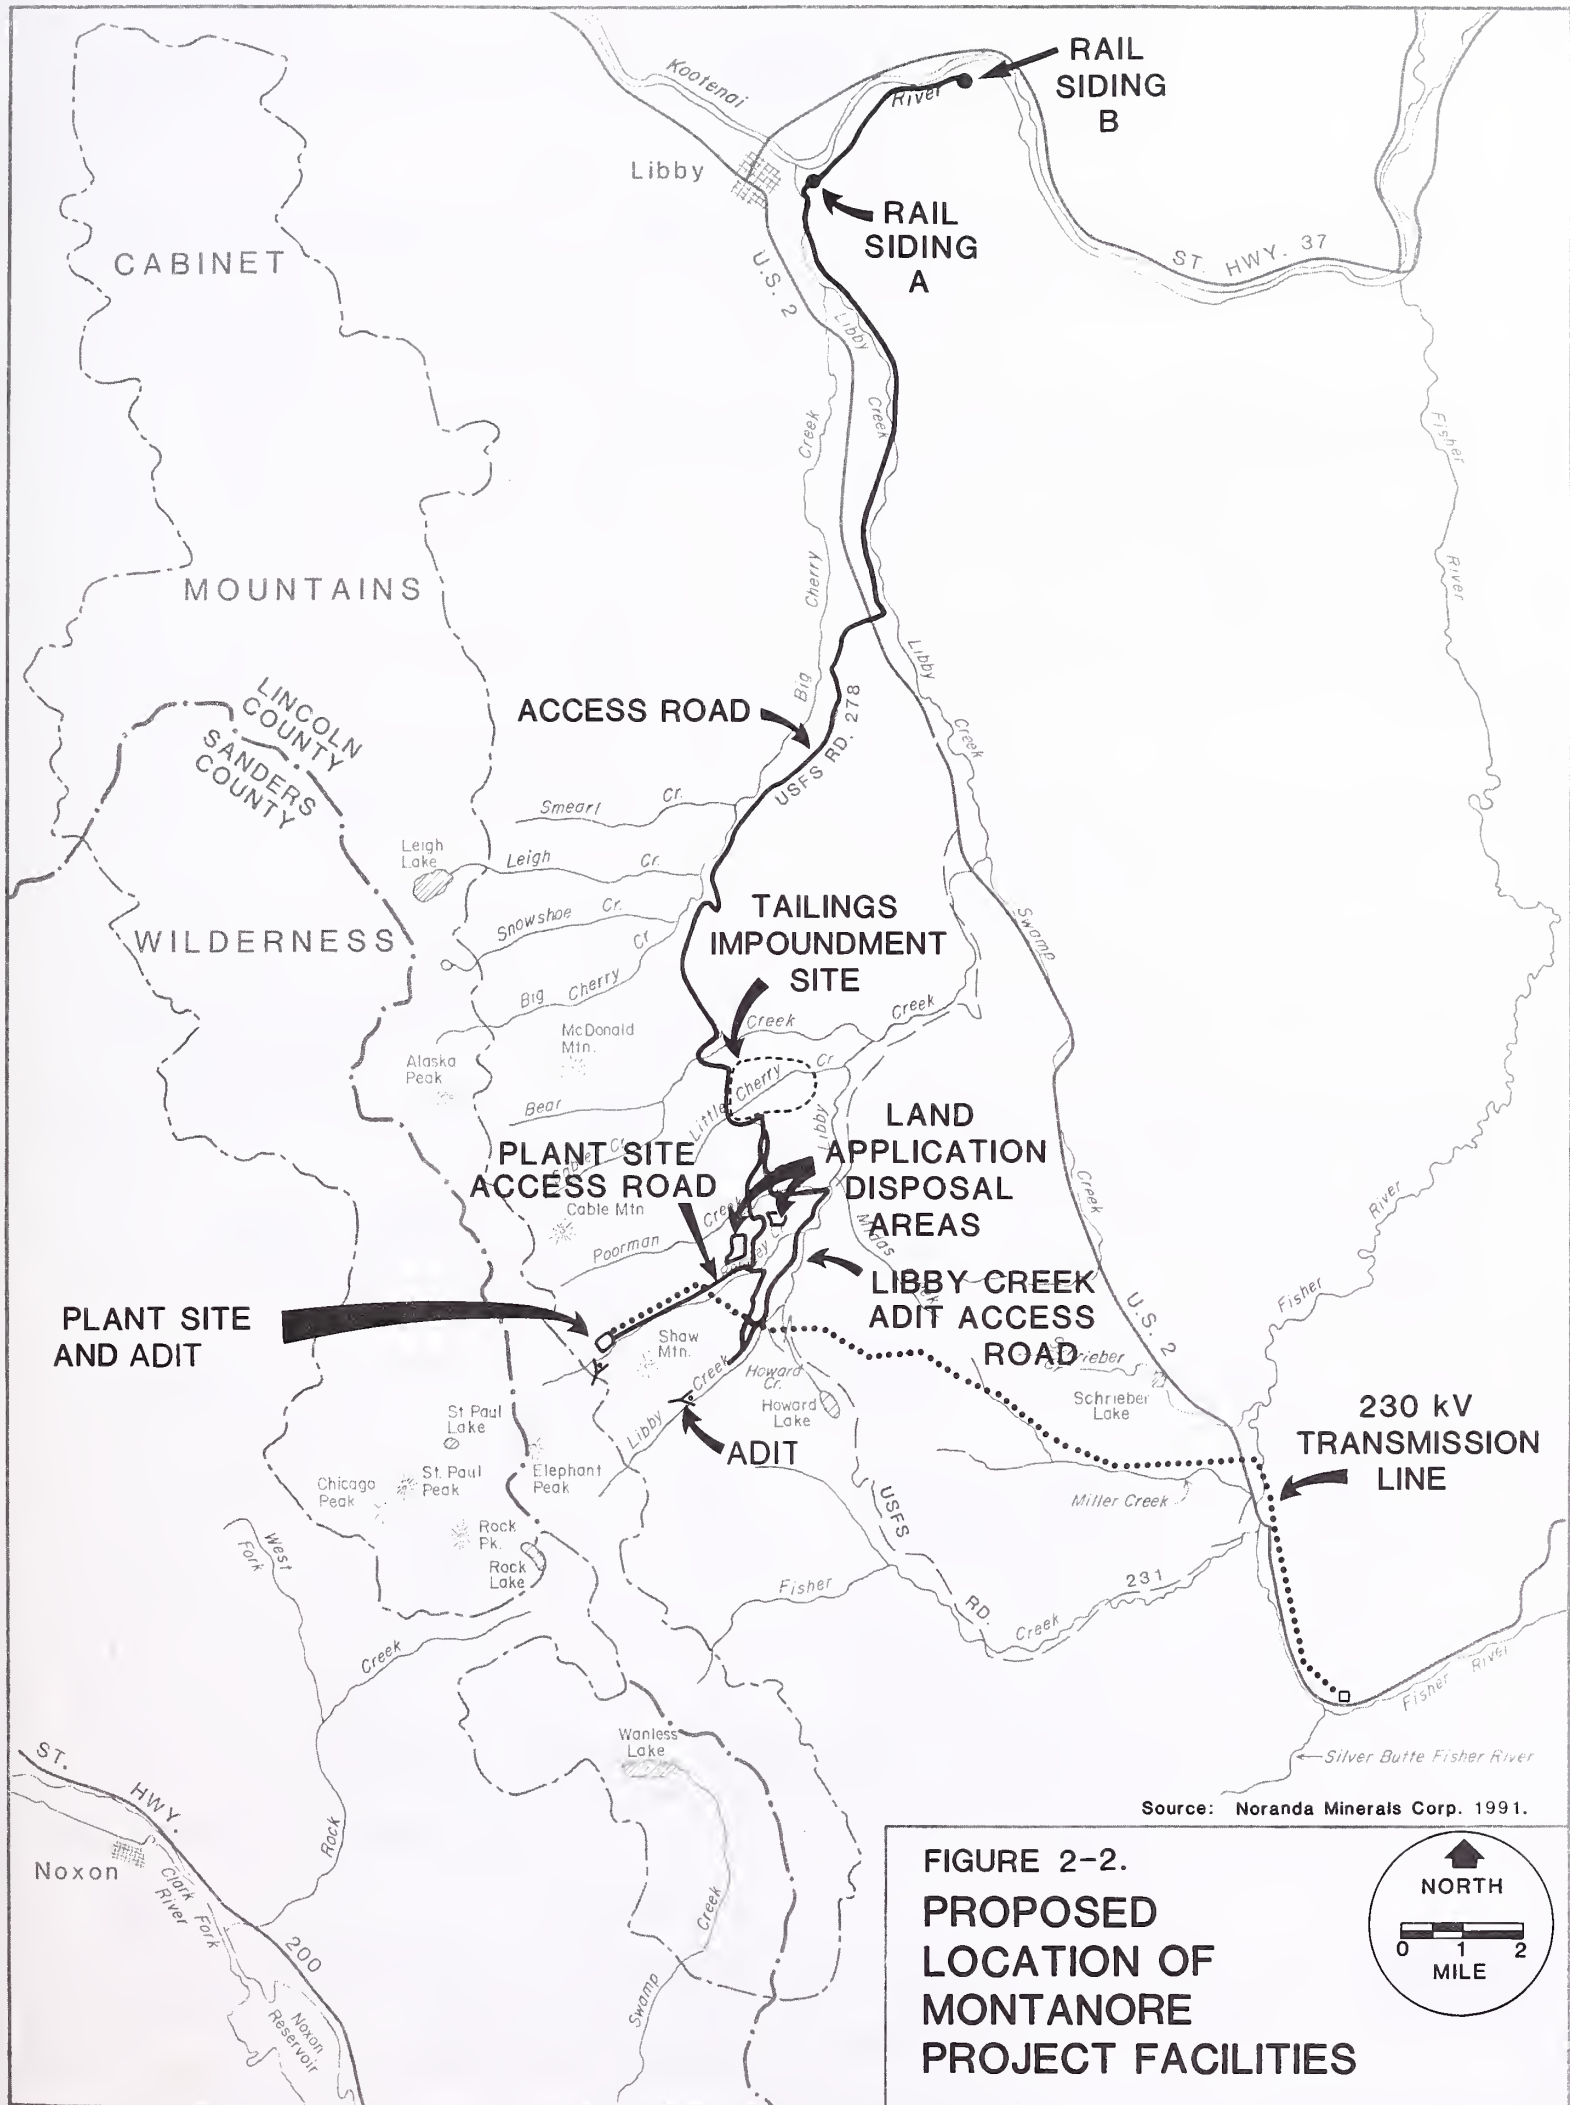 RAIL
SIDING
B
Kootenai
River
Libby
RAIL
SIDING
A
ST. HWY. 37
CABINET
U.S. 2
Libby
Creek
Creek
Fisher
River
Cherry
Big
MOUNTAINS
Libby
Creek
LINCOLN
COUNTY
SANDERS
COUNTY
ACCESS ROAD
USFS RD. 278
Smearl Cr.
Leigh
Lake
Leigh Cr.
Snowshoe Cr.
TAILINGS
IMPOUNDMENT
SITE
Swamp
WILDERNESS
Big Cherry Cr
McDonald
Mtn.
Creek
Creek
Alaska
Peak
Bear
Little Cherry Cr
Libby
LAND
APPLICATION
DISPOSAL
AREAS
PLANT SITE
ACCESS ROAD
Cable Mtn
Creek
Poorman
Creek
River
Midas
LIBBY CREEK
ADIT ACCESS
ROAD
Fisher
PLANT SITE
AND ADIT
Shaw
Mtn.
U.S. 2
Schrieber
Cr
Howard
Cr.
Howard
Lake
Schrieber
Lake
Libby Creek
ADIT
230 kV
TRANSMISSION
LINE
St Paul
Lake
St. Paul
Peak
Elephant
Peak
Chicago
Peak
Miller Creek
USFS
RD.
231
Rock
Pk.
Rock
Lake
West
Fork
Fisher
Creek
Creek
Fisher River
Wanless
Lake
Silver Butte Fisher River
ST. HWY.
200
Rock
Noxon
Clark Fork
River
Noxon
Reservoir
Creek
Swamp
Source: Noranda Minerals Corp. 1991.
FIGURE 2-2.
PROPOSED
LOCATION OF
MONTANORE
PROJECT FACILITIES
NORTH
0 1 2
MILE